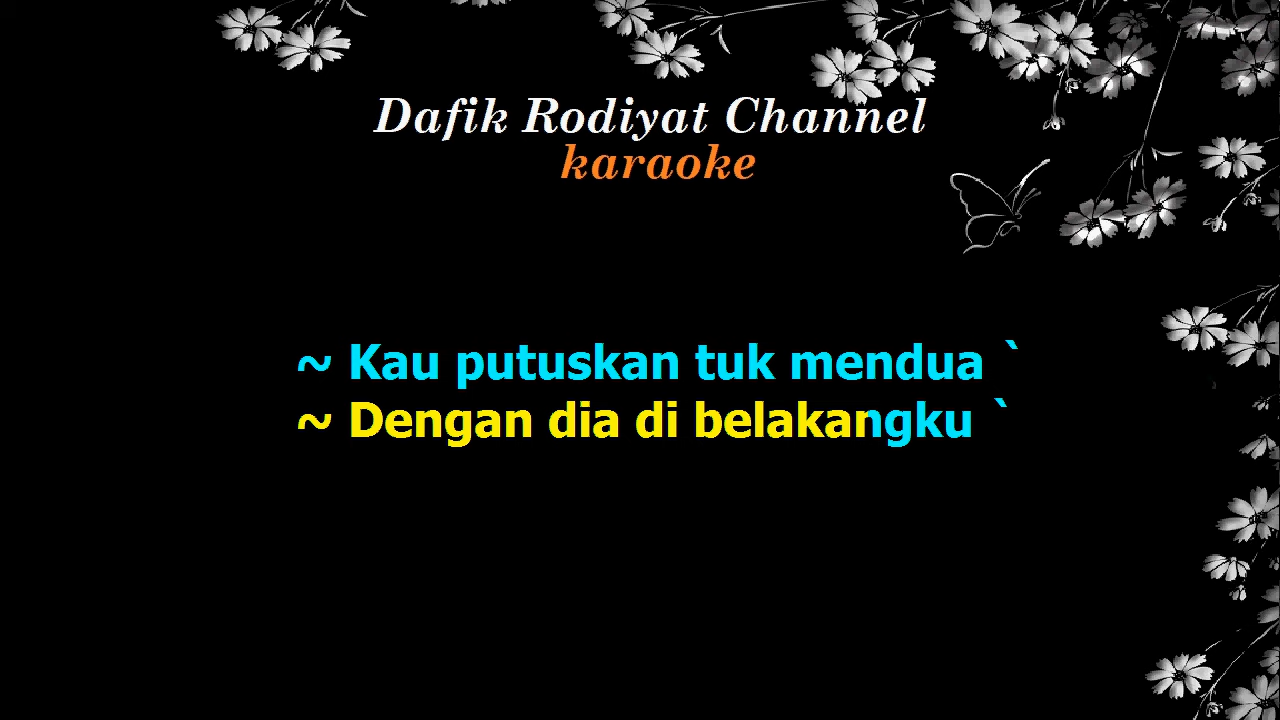 Dafik Rodiyat Channel
karaoke
~ Kau putuskan tuk mendua `
~ Dengan dia di belakangku `